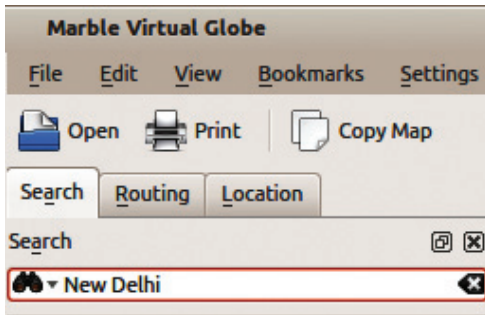 Marble Virtual Globe
File Edit View Bookmarks Settings
Open Print Copy Map
Search Routing Location
Search
New Delhi